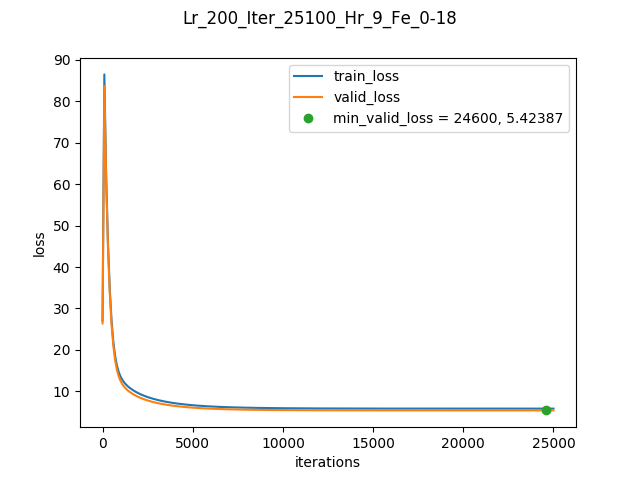 Lr_200_Iter_25100_Hr_9_Fe_0-18
90
80
70
60
50
40
30
20
10
loss
train_loss
valid_loss
min_valid_loss = 24600, 5.42387
0 5000 10000 15000 20000 25000
iterations